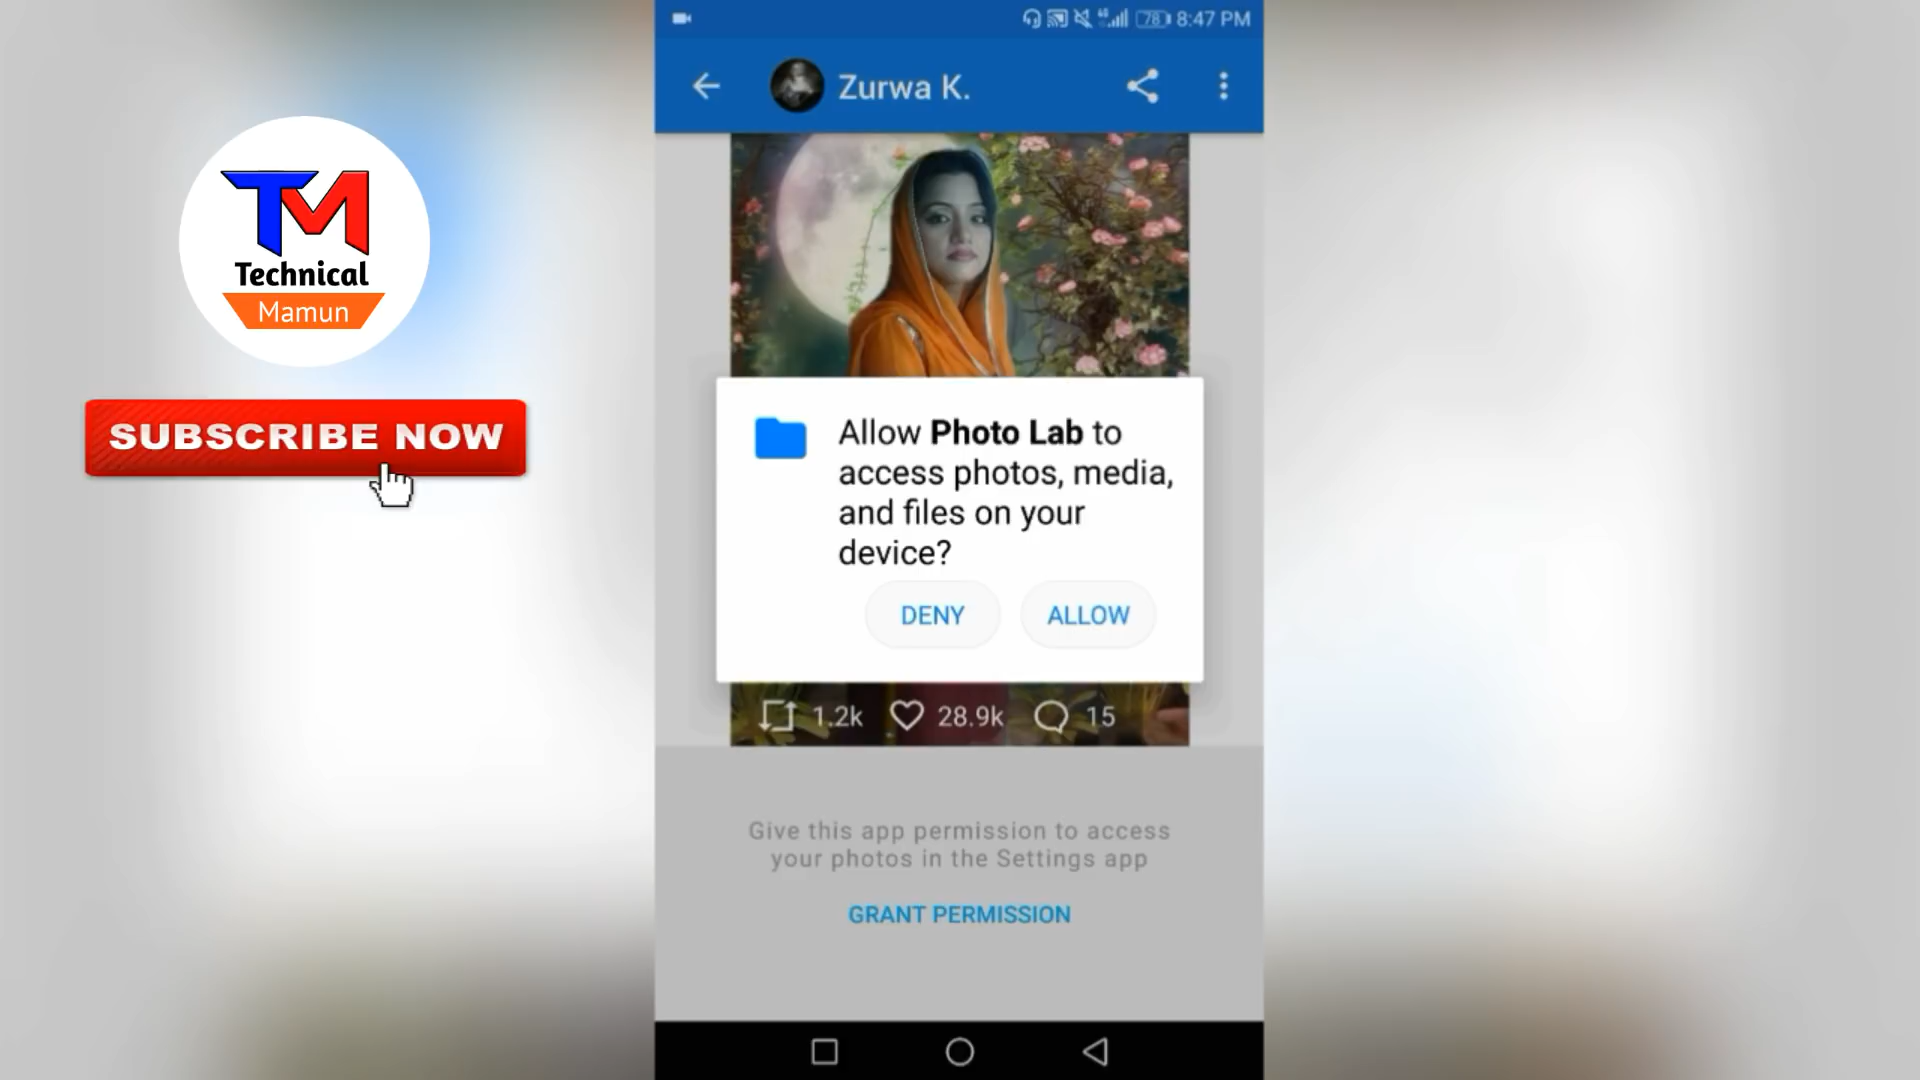 78 8:47 PM
Zurwa K.
TM
Technical
Mamun
SUBSCRIBE NOW
Allow Photo Lab to
access photos, media,
and files on your
device?
DENY ALLOW
1.2k 28.9k 15
Give this app permission to access
your photos in the Settings app
GRANT PERMISSION